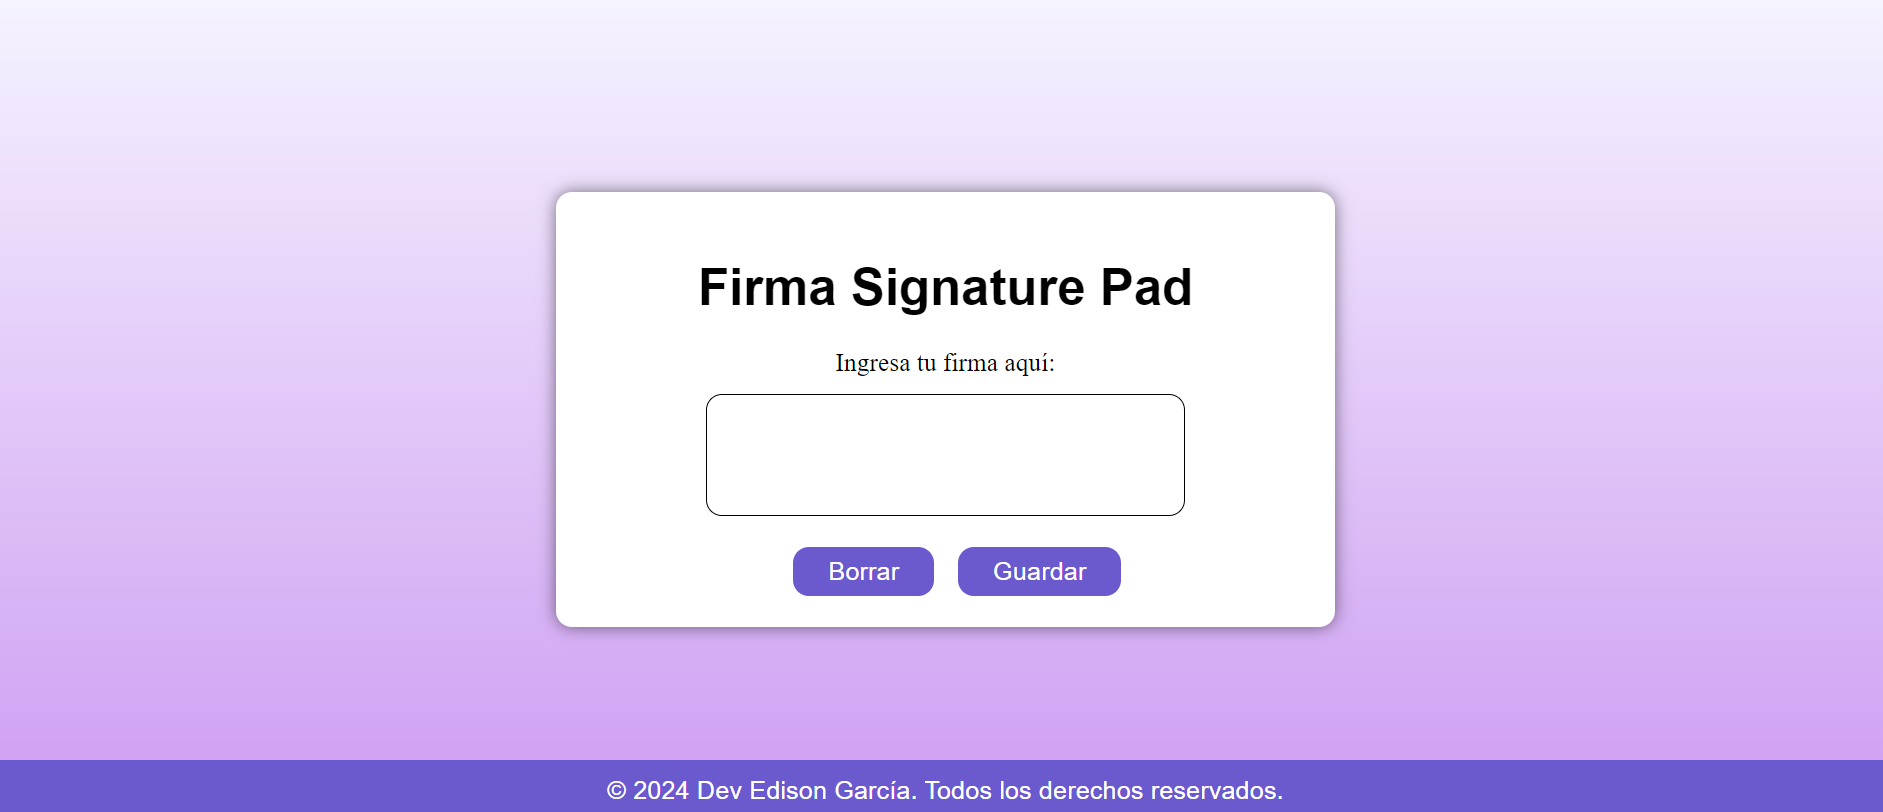 Firma Signature Pad
Ingresa tu firma aquí:
Borrar Guardar
© 2024 Dev Edison García. Todos los derechos reservados.